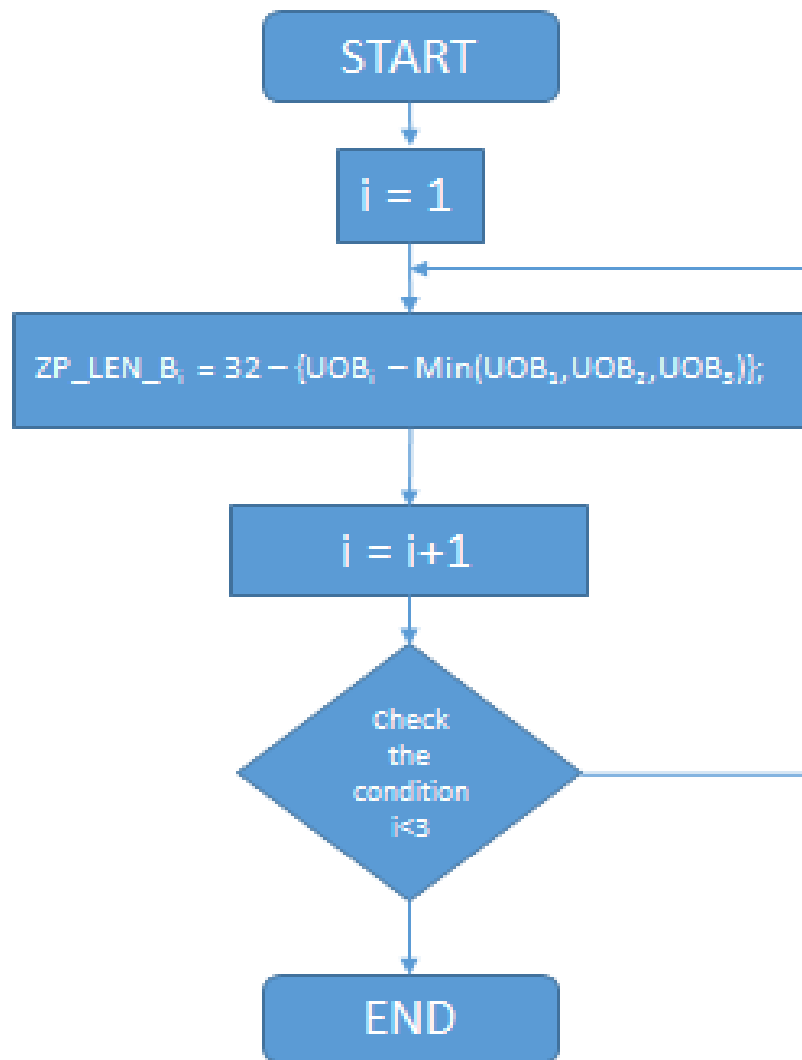 START
i = 1
ZP_LEN_Bᵢ = 32 – {UOBᵢ – Min(UOB₁,UOB₂,UOB₃)};
i = i+1
Check
the
condition
i<3
END